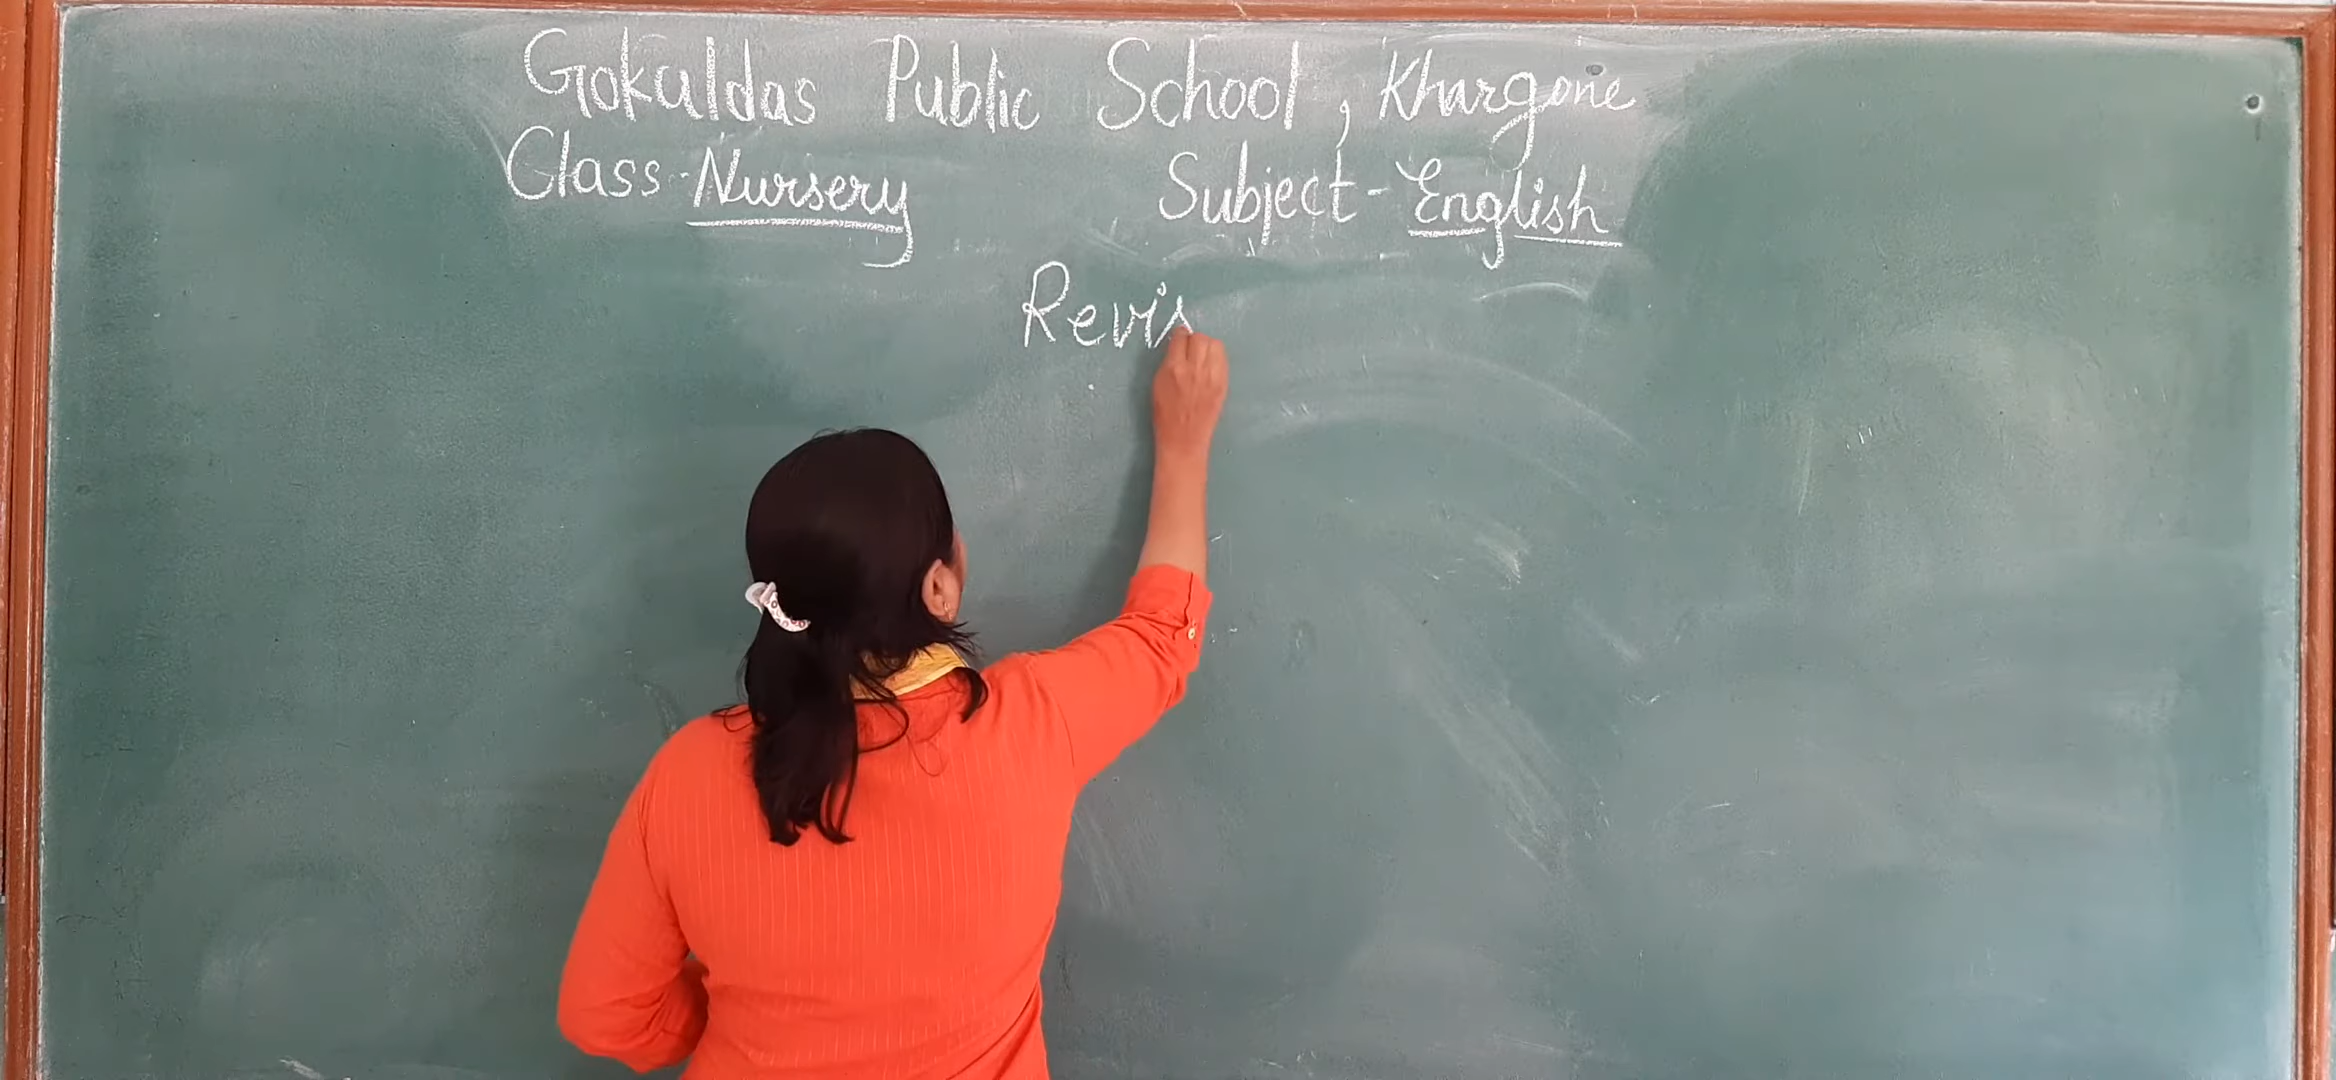 Gokuldas Public School, Khargone
Class-Nursery Subject-English
Revis